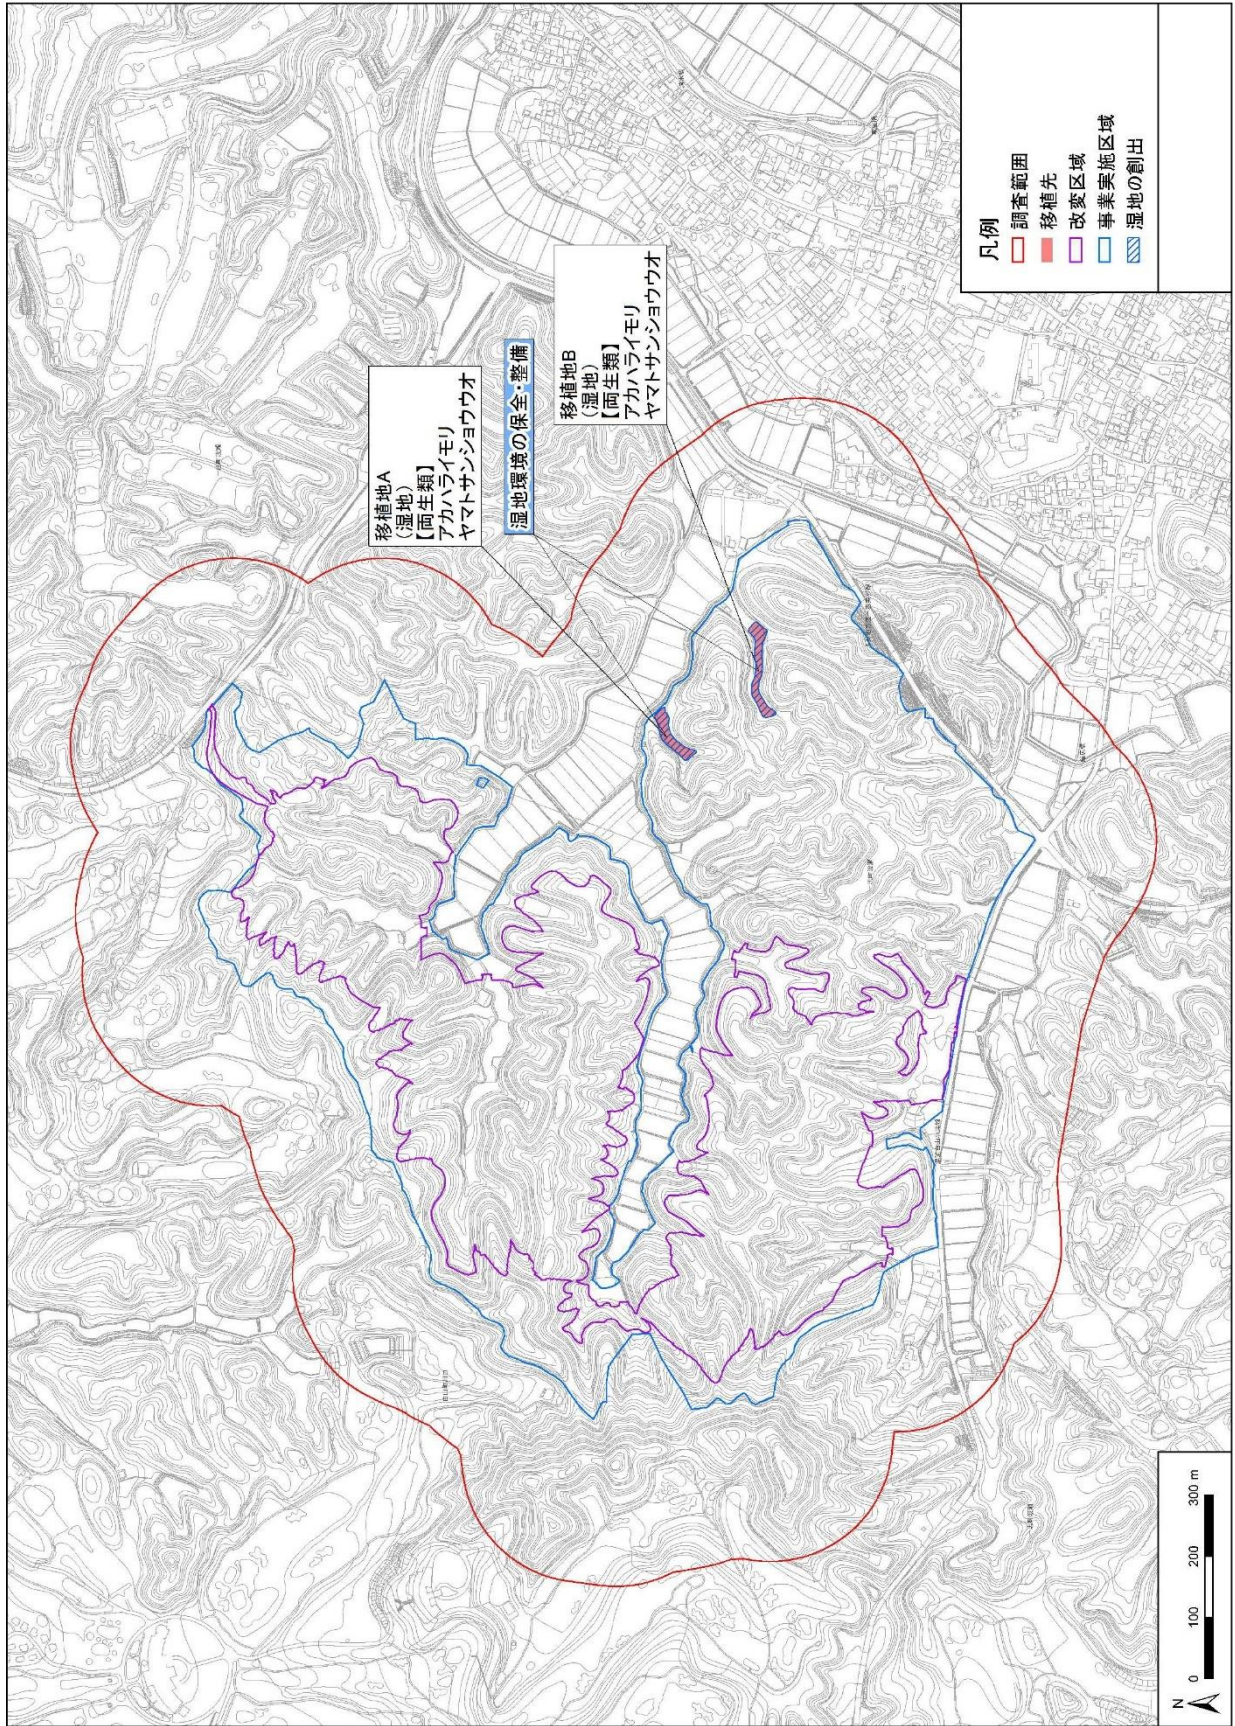 移植地A
(湿地)
【両生類】
アカハライモリ
ヤマトサンショウウオ
湿地環境の保全・整備
移植地B
(湿地)
【両生類】
アカハライモリ
ヤマトサンショウウオ
凡例
調査範囲
移植先
改変区域
事業実施区域
湿地の創出
N
0 100 200 300 m